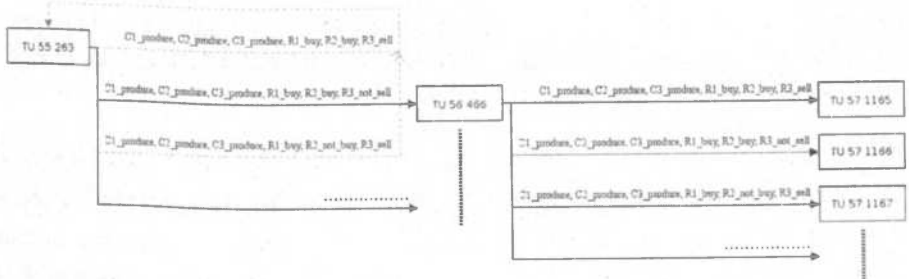 TU 55 263
C1_produce, C2_produce, C3_produce, R1_buy, R2_buy, R3_sell
C1_produce, C2_produce, C3_produce, R1_buy, R2_buy, R3_not_sell
TU 56 466
C1_produce, C2_produce, C3_produce, R1_buy, R2_not_buy, R3_sell
C1_produce, C2_produce, C3_produce, R1_buy, R2_buy, R3_sell
TU 57 1165
C1_produce, C2_produce, C3_produce, R1_buy, R2_buy, R3_not_sell
TU 57 1166
C1_produce, C2_produce, C3_produce, R1_buy, R2_not_buy, R3_sell
TU 57 1167